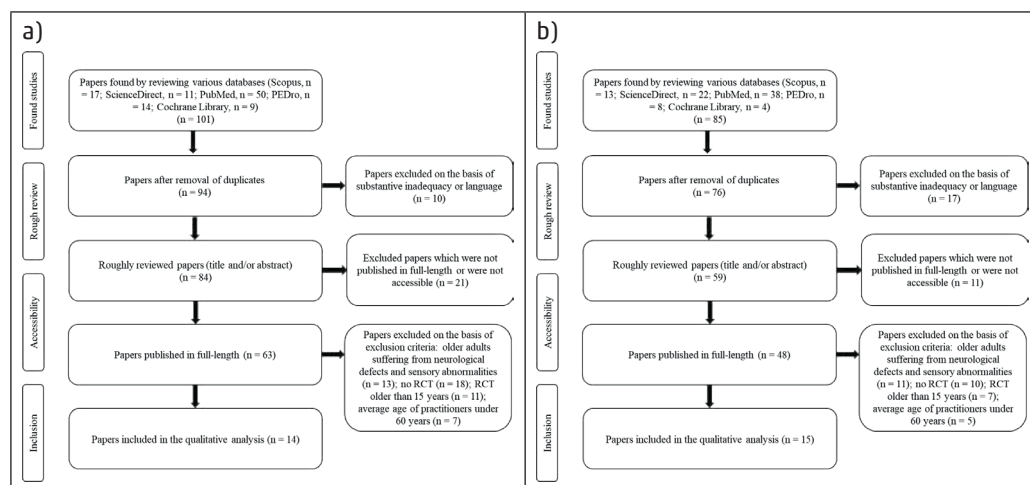 a)
Found studies
Papers found by reviewing various databases (Scopus, n
= 17; ScienceDirect, n = 11; PubMed, n = 50; PEDro, n
= 14; Cochrane Library, n = 9)
(n = 101)
Rough review
Papers after removal of duplicates
(n = 94)
Papers excluded on the basis of
substantive inadequacy or language
(n = 10)
Roughly reviewed papers (title and/or abstract)
(n = 84)
Excluded papers which were not
published in full-length or were not
accessible (n = 21)
Accessibility
Papers published in full-length (n = 63)
Papers excluded on the basis of
exclusion criteria: older adults
suffering from neurological
defects and sensory abnormalities
(n = 13); no RCT (n = 18); RCT
older than 15 years (n = 11);
average age of practitioners under
60 years (n = 7)
Inclusion
Papers included in the qualitative analysis (n = 14)
b)
Found studies
Papers found by reviewing various databases (Scopus, n
= 13; ScienceDirect, n = 22; PubMed, n = 38; PEDro, n
= 8; Cochrane Library, n = 4)
(n = 85)
Rough review
Papers after removal of duplicates
(n = 76)
Papers excluded on the basis of
substantive inadequacy or language
(n = 17)
Roughly reviewed papers (title and/or abstract)
(n = 59)
Excluded papers which were not
published in full-length or were not
accessible (n = 11)
Accessibility
Papers published in full-length (n = 48)
Papers excluded on the basis of
exclusion criteria: older adults
suffering from neurological
defects and sensory abnormalities
(n = 11); no RCT (n = 10); RCT
older than 15 years (n = 7);
average age of practitioners under
60 years (n = 5)
Inclusion
Papers included in the qualitative analysis (n = 15)